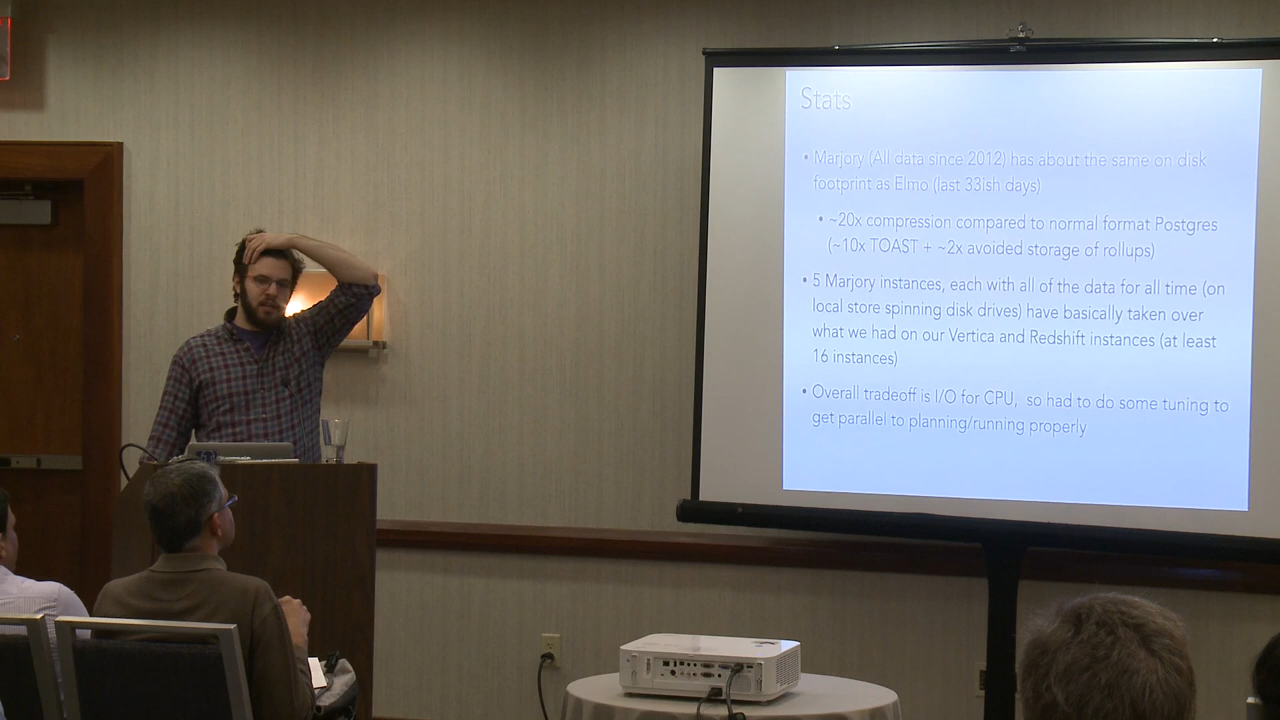 Stats
• Marjory (All data since 2012) has about the same on disk
footprint as Elmo (last 33ish days)
• ~20x compression compared to normal format Postgres
(~10x TOAST + ~2x avoided storage of rollups)
• 5 Marjory instances, each with all of the data for all time (on
local store spinning disk drives) have basically taken over
what we had on our Vertica and Redshift instances (at least
16 instances)
• Overall tradeoff is I/O for CPU, so had to do some tuning to
get parallel to planning/running properly